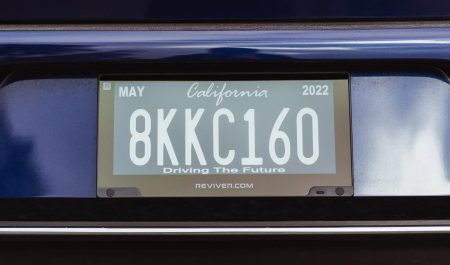 MAY California 2022
8KKC160
Driving The Future
REVIVER.COM